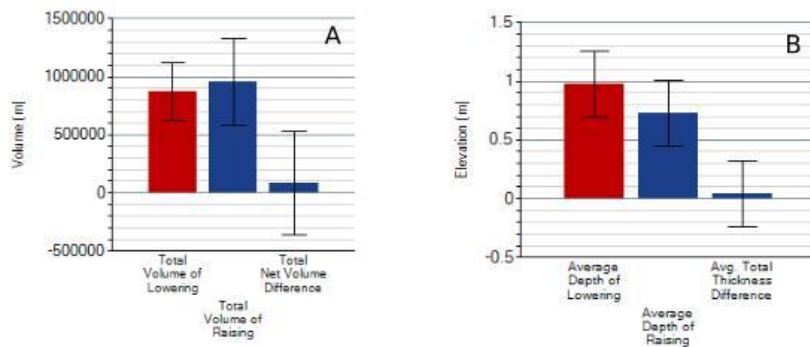 A
1500000
1000000
500000
0
-500000
Volume [m]
Total
Volume of
Lowering
Total
Volume of
Raising
Total
Net Volume
Difference
B
1.5
1
0.5
0
-0.5
Elevation [m]
Average
Depth of
Lowering
Average
Depth of
Raising
Avg. Total
Thickness
Difference